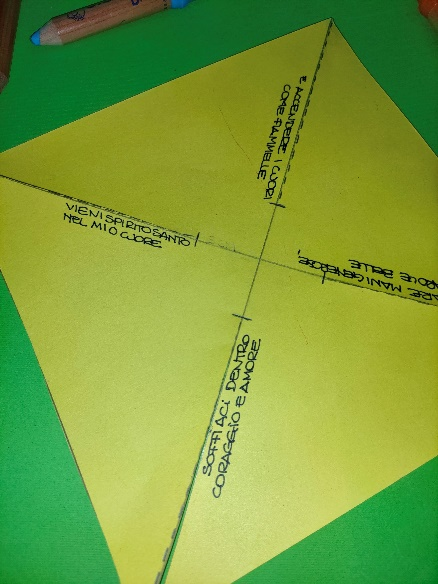 VIENI SPIRITO SANTO
NEL MIO CUORE
SOFFIACI DENTRO
CORAGGIO E AMORE
MANI GENEROSE,
BELLE
E ACCENDERE I CUORI
COME FIAMMELLE